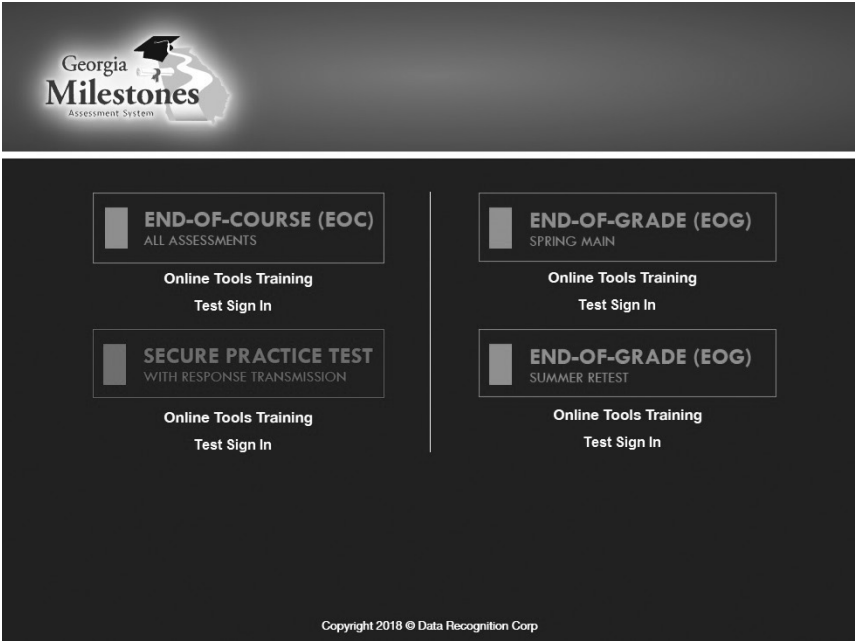 Georgia
Milestones
Assessment System
END-OF-COURSE (EOC)
ALL ASSESSMENTS
Online Tools Training
Test Sign In
SECURE PRACTICE TEST
WITH RESPONSE TRANSMISSION
Online Tools Training
Test Sign In
END-OF-GRADE (EOG)
SPRING MAIN
Online Tools Training
Test Sign In
END-OF-GRADE (EOG)
SUMMER RETEST
Online Tools Training
Test Sign In
Copyright 2018 © Data Recognition Corp